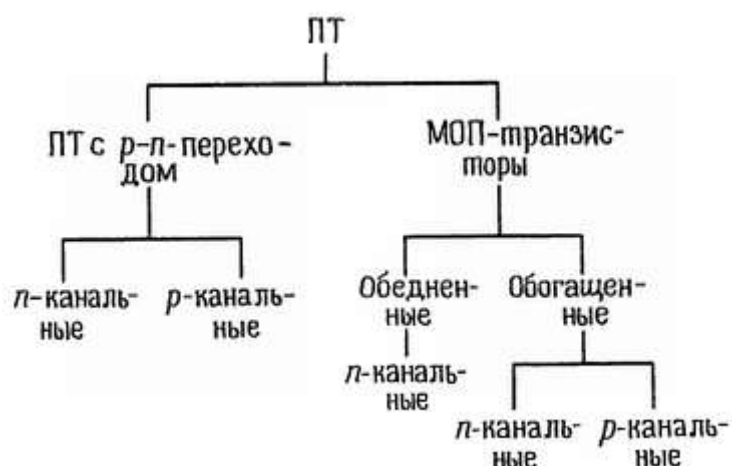 ПТ
ПТ с p-n-перехо-
дом
МОП-транзис-
торы
n-каналь-
ные
p-каналь-
ные
Обеднен-
ные
n-каналь-
ные
Обогащен-
ные
n-каналь-
ные
p-каналь-
ные